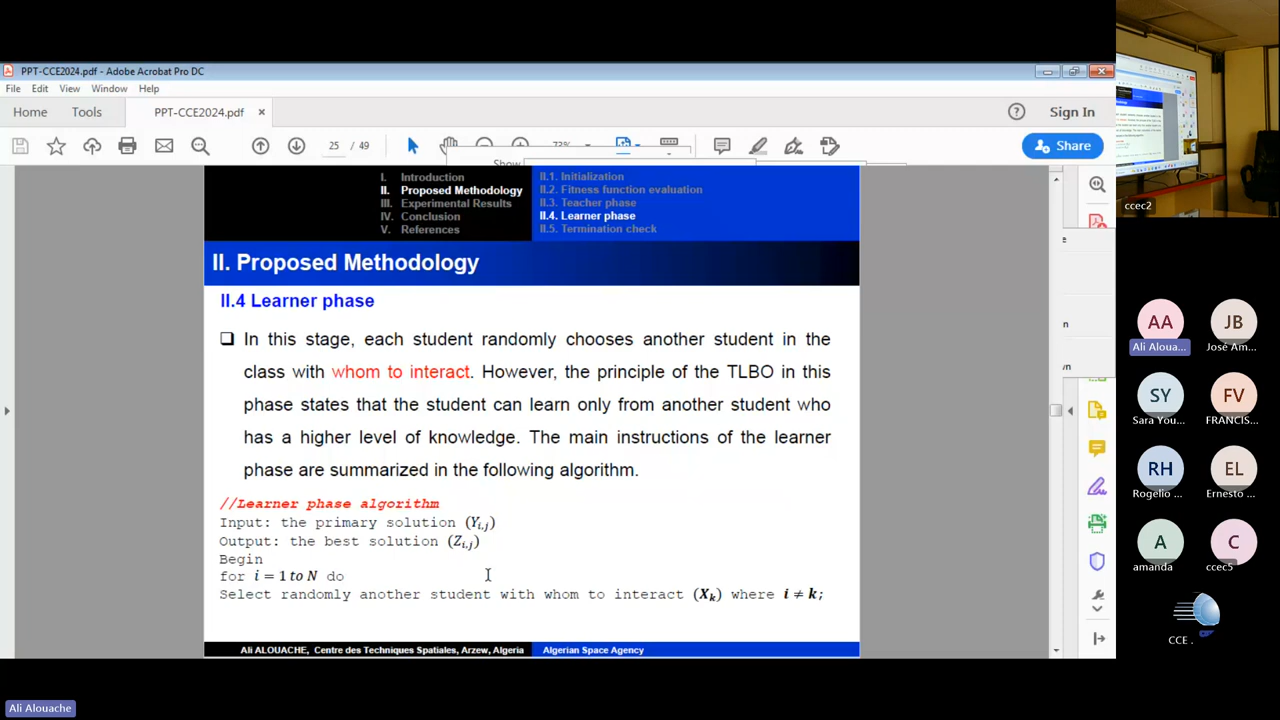 PPT-CCE2024.pdf - Adobe Acrobat Pro DC
File Edit View Window Help
Home Tools PPT-CCE2024.pdf × Sign In
25 / 49 73% Share
Show
I. Introduction
II. Proposed Methodology
III. Experimental Results
IV. Conclusion
V. References
II.1. Initialization
II.2. Fitness function evaluation
II.3. Teacher phase
II.4. Learner phase
II.5. Termination check
II. Proposed Methodology
II.4 Learner phase
❑ In this stage, each student randomly chooses another student in the
class with whom to interact. However, the principle of the TLBO in this
phase states that the student can learn only from another student who
has a higher level of knowledge. The main instructions of the learner
phase are summarized in the following algorithm.
//Learner phase algorithm
Input: the primary solution (Yi,j)
Output: the best solution (Zi,j)
Begin
for i = 1 to N do
Select randomly another student with whom to interact (Xk) where i ≠ k;
Ali ALOUACHE, Centre des Techniques Spatiales, Arzew, Algeria Algerian Space Agency
ccec2
AA
Ali Aloua...
JB
José Am...
SY
Sara You...
FV
FRANCIS...
RH
Rogelio ...
EL
Ernesto ...
A
amanda
C
ccec5
CCE .
Ali Alouache